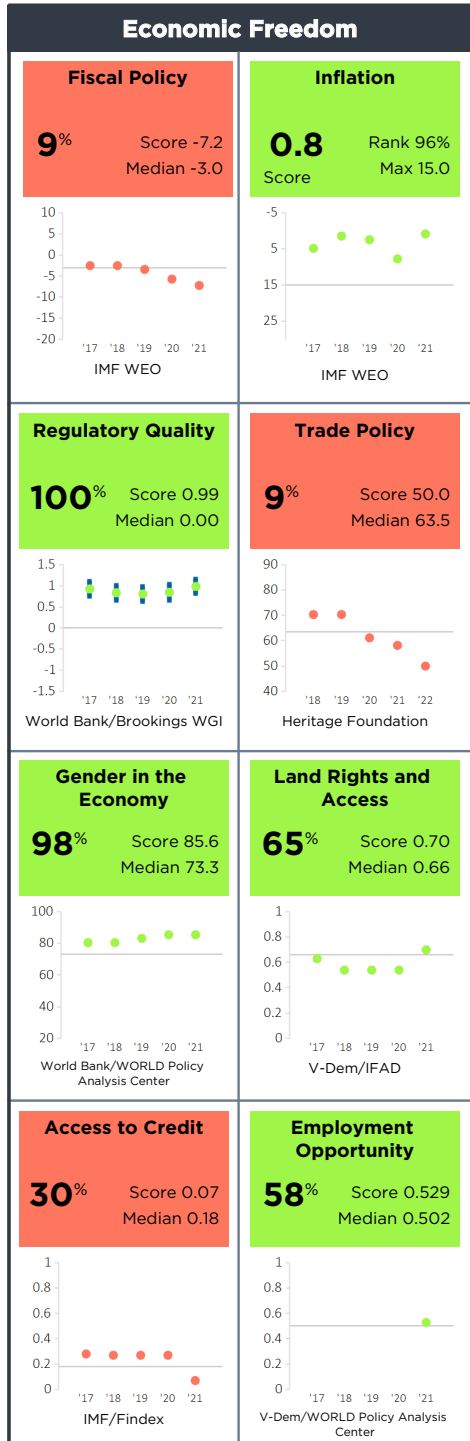 Economic Freedom
Fiscal Policy
9%
Score -7.2
Median -3.0
10
5
0
-5
-10
-15
-20
'17 '18 '19 '20 '21
IMF WEO
Inflation
0.8
Score
Rank 96%
Max 15.0
-5
5
15
25
'17 '18 '19 '20 '21
IMF WEO
Regulatory Quality
100%
Score 0.99
Median 0.00
1.5
1
0.5
0
-0.5
-1
-1.5
'17 '18 '19 '20 '21
World Bank/Brookings WGI
Trade Policy
9%
Score 50.0
Median 63.5
90
80
70
60
50
40
'18 '19 '20 '21 '22
Heritage Foundation
Gender in the
Economy
98%
Score 85.6
Median 73.3
100
80
60
40
20
'17 '18 '19 '20 '21
World Bank/WORLD Policy
Analysis Center
Land Rights and
Access
65%
Score 0.70
Median 0.66
1
0.8
0.6
0.4
0.2
0
'17 '18 '19 '20 '21
V-Dem/IFAD
Access to Credit
30%
Score 0.07
Median 0.18
1
0.8
0.6
0.4
0.2
0
'17 '18 '19 '20 '21
IMF/Findex
Employment
Opportunity
58%
Score 0.529
Median 0.502
1
0.8
0.6
0.4
0.2
0
'17 '18 '19 '20 '21
V-Dem/WORLD Policy Analysis
Center